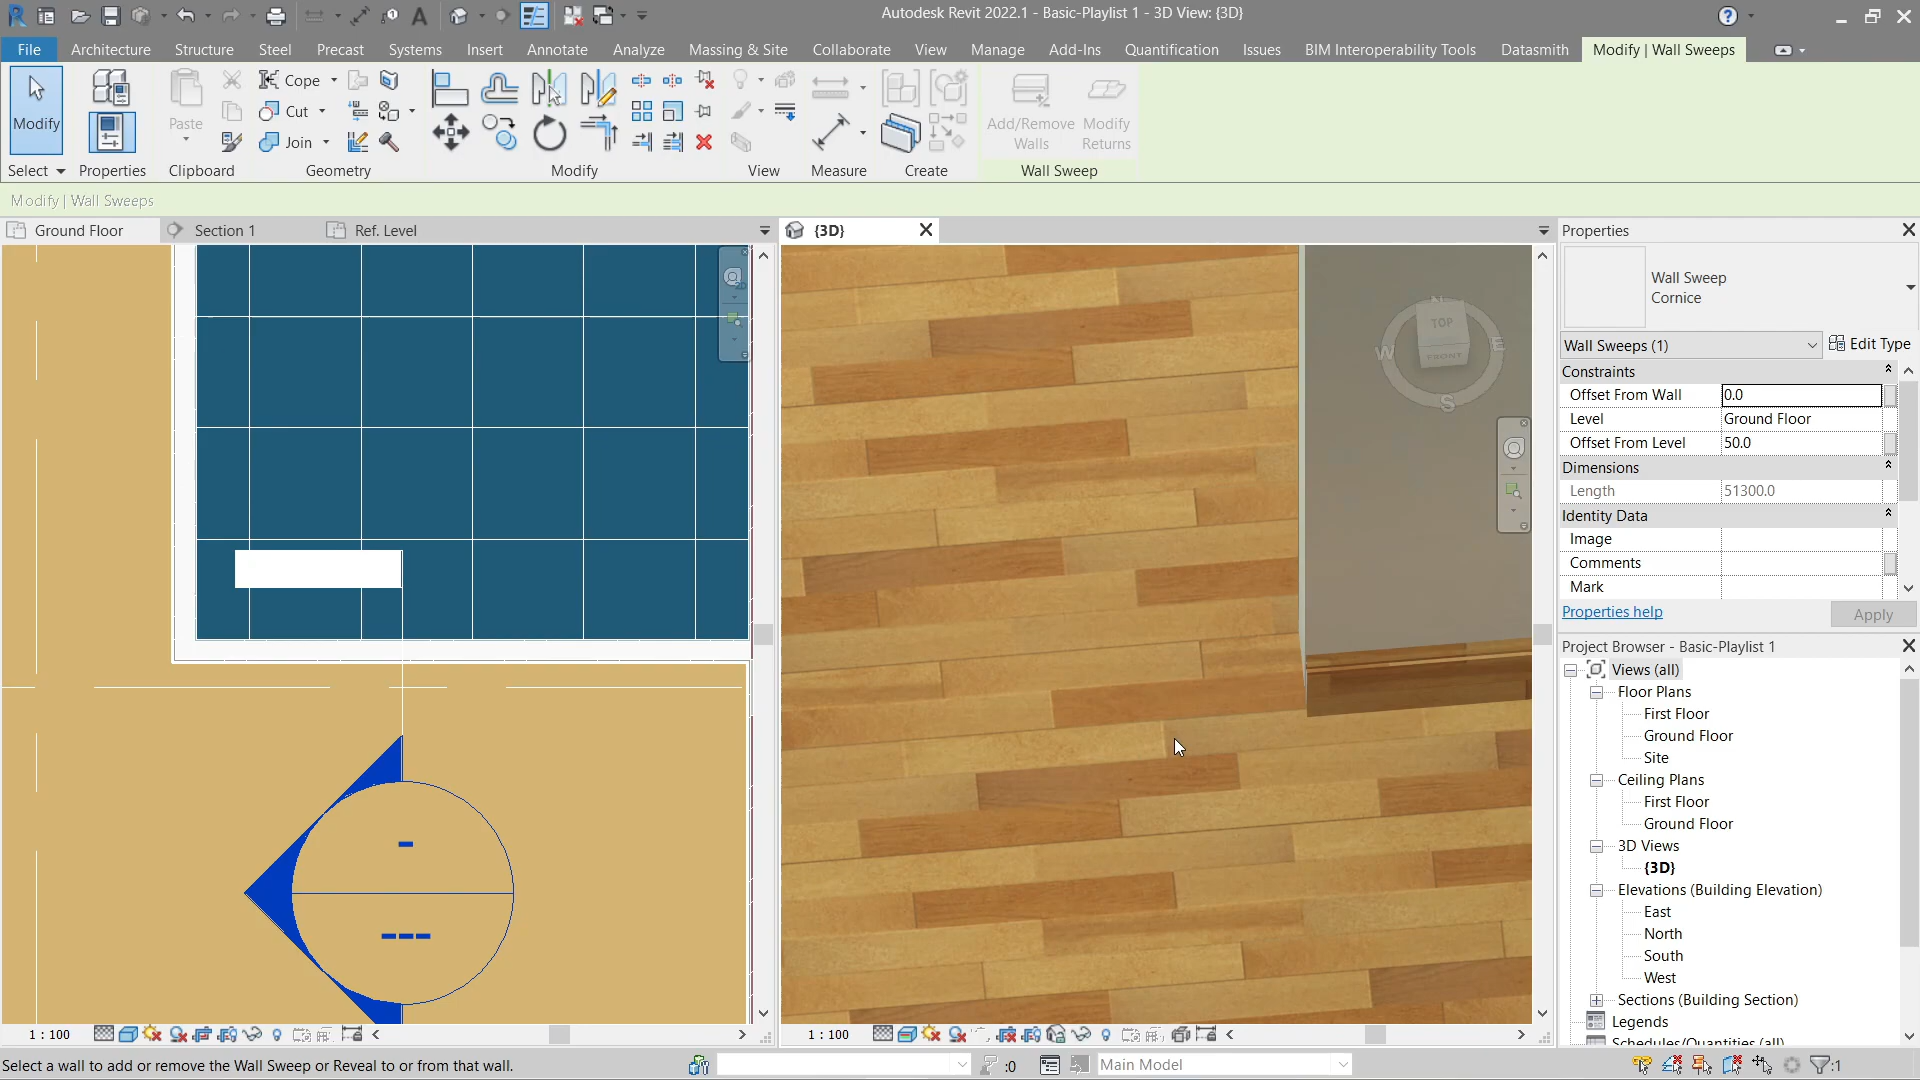 Autodesk Revit 2022.1 - Basic-Playlist 1 - 3D View: {3D}
File Architecture Structure Steel Precast Systems Insert Annotate Analyze Massing & Site Collaborate View Manage Add-Ins Quantification Issues BIM Interoperability Tools Datasmith Modify | Wall Sweeps
Modify
Paste
Cope
Cut
Join
Add/Remove Walls
Modify Returns
Select Properties Clipboard Geometry Modify View Measure Create Wall Sweep
Modify | Wall Sweeps
Ground Floor
Section 1
Ref. Level
{3D}
TOP
FRONT
W
E
S
1 : 100
1 : 100
Properties
Wall Sweep
Cornice
Wall Sweeps (1)
Edit Type
Constraints
Offset From Wall 0.0
Level Ground Floor
Offset From Level 50.0
Dimensions
Length 51300.0
Identity Data
Image
Comments
Mark
Properties help
Apply
Project Browser - Basic-Playlist 1
Views (all)
Floor Plans
First Floor
Ground Floor
Site
Ceiling Plans
First Floor
Ground Floor
3D Views
{3D}
Elevations (Building Elevation)
East
North
South
West
Sections (Building Section)
Legends
Schedules/Quantities (all)
Select a wall to add or remove the Wall Sweep or Reveal to or from that wall.
:0
Main Model
:1